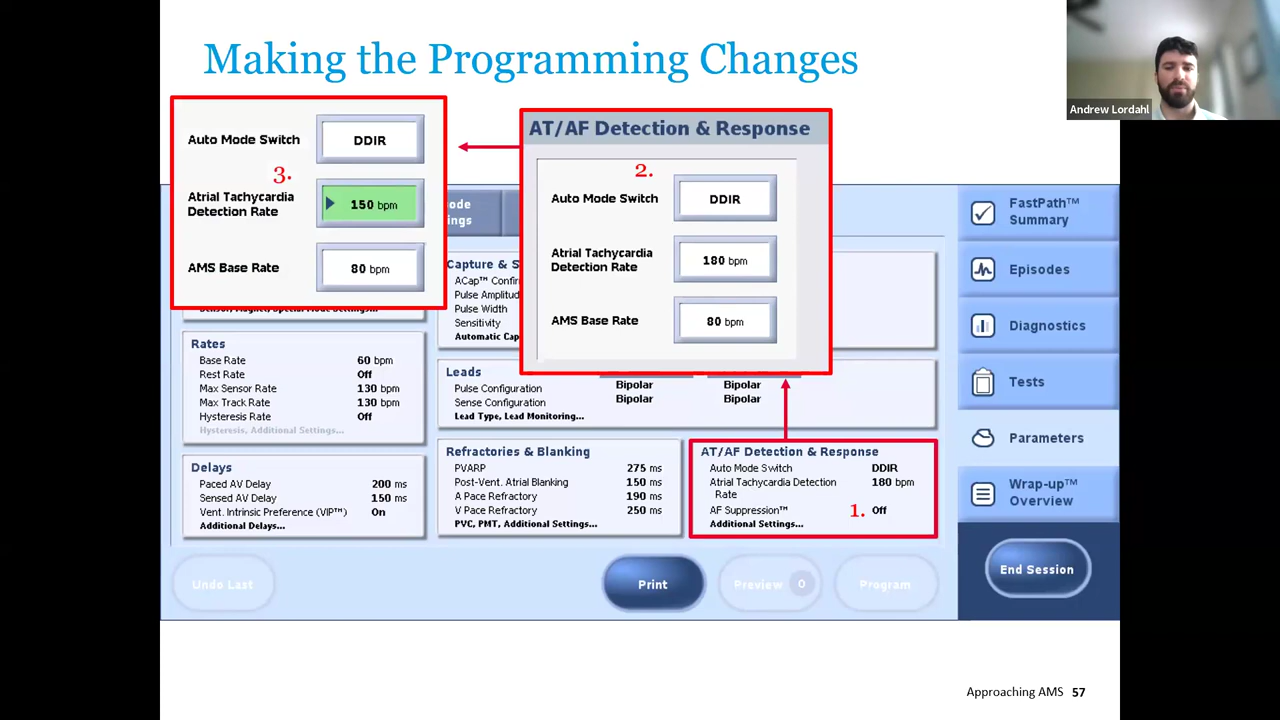 Making the Programming Changes
Andrew Lordahl
Auto Mode Switch DDIR
3.
Atrial Tachycardia
Detection Rate
150 bpm
AMS Base Rate 80 bpm
AT/AF Detection & Response
2.
Auto Mode Switch DDIR
Atrial Tachycardia
Detection Rate
180 bpm
AMS Base Rate 80 bpm
Capture & S
Pulse Amplitud
Pulse Width
Sensitivity
Automatic Cap
Sensor, Magnet, Special Mode Settings...
Rates
Base Rate 60 bpm
Rest Rate Off
Max Sensor Rate 130 bpm
Max Track Rate 130 bpm
Hysteresis Rate Off
Hysteresis, Additional Settings...
Leads
Pulse Configuration Bipolar Bipolar
Sense Configuration Bipolar Bipolar
Lead Type, Lead Monitoring...
Delays
Paced AV Delay 200 ms
Sensed AV Delay 150 ms
Vent. Intrinsic Preference (VIP™) On
Additional Delays...
Refractories & Blanking
PVARP 275 ms
Post-Vent. Atrial Blanking 150 ms
A Pace Refractory 190 ms
V Pace Refractory 250 ms
PVC, PMT, Additional Settings...
AT/AF Detection & Response
Auto Mode Switch DDIR
Atrial Tachycardia Detection 180 bpm
Rate
AF Suppression™ 1. Off
Additional Settings...
FastPath™
Summary
Episodes
Diagnostics
Tests
Parameters
Wrap-up™
Overview
End Session
Undo Last
Print
Preview 0
Program
Approaching AMS 57